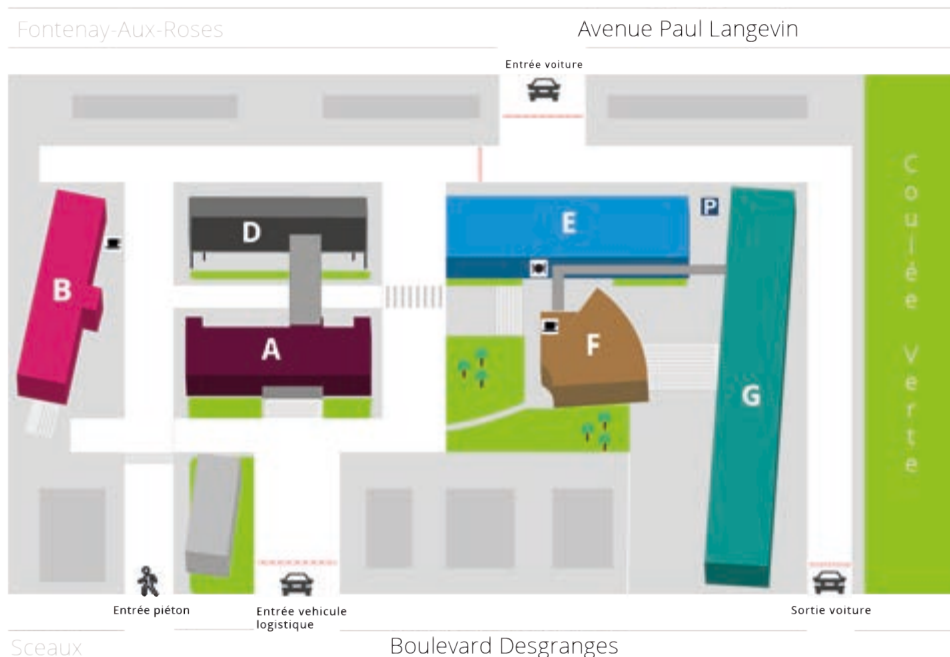 Fontenay-Aux-Roses
Avenue Paul Langevin
Entrée voiture
P
D
E
B
A
F
G
Coulée Verte
Entrée piéton
Entrée vehicule
logistique
Sortie voiture
Boulevard Desgranges
Sceaux